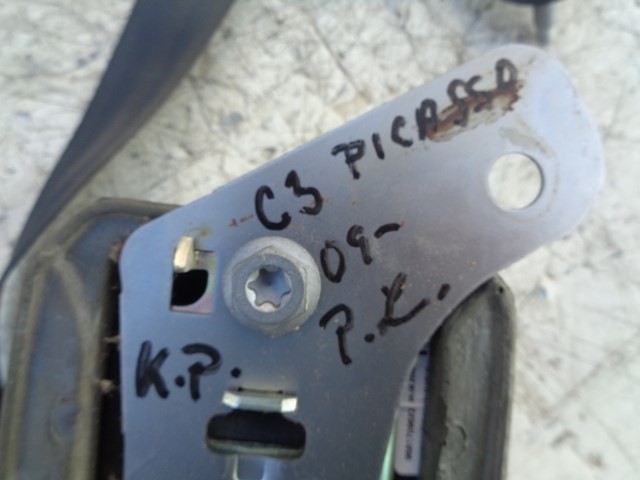 C3 PICASSO
09-
P.L.
K.P.